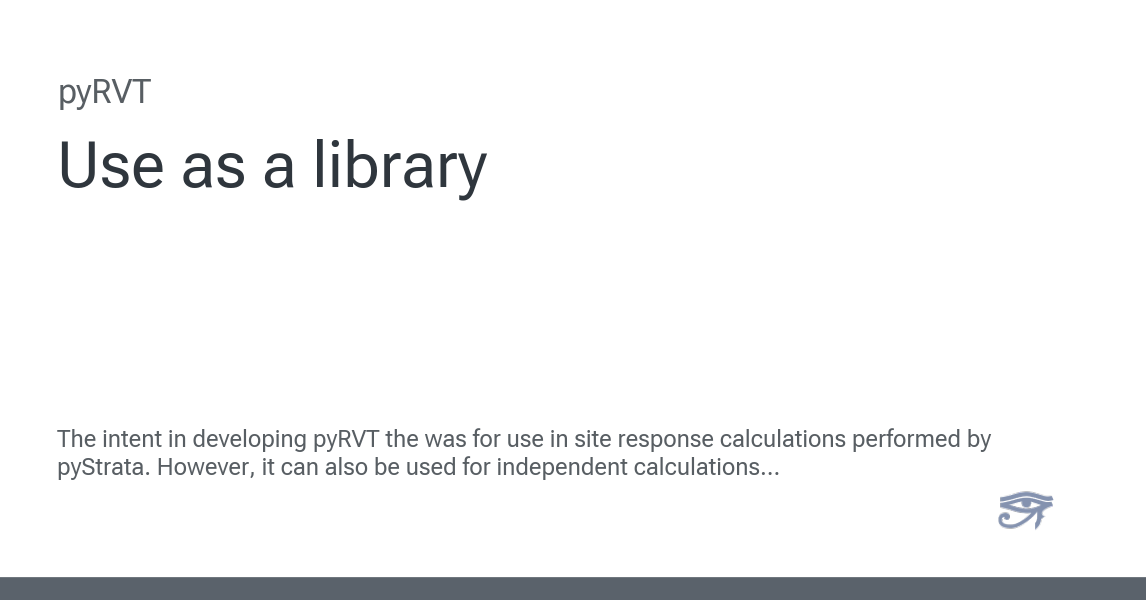 pyRVT
Use as a library
The intent in developing pyRVT the was for use in site response calculations performed by
pyStrata. However, it can also be used for independent calculations...